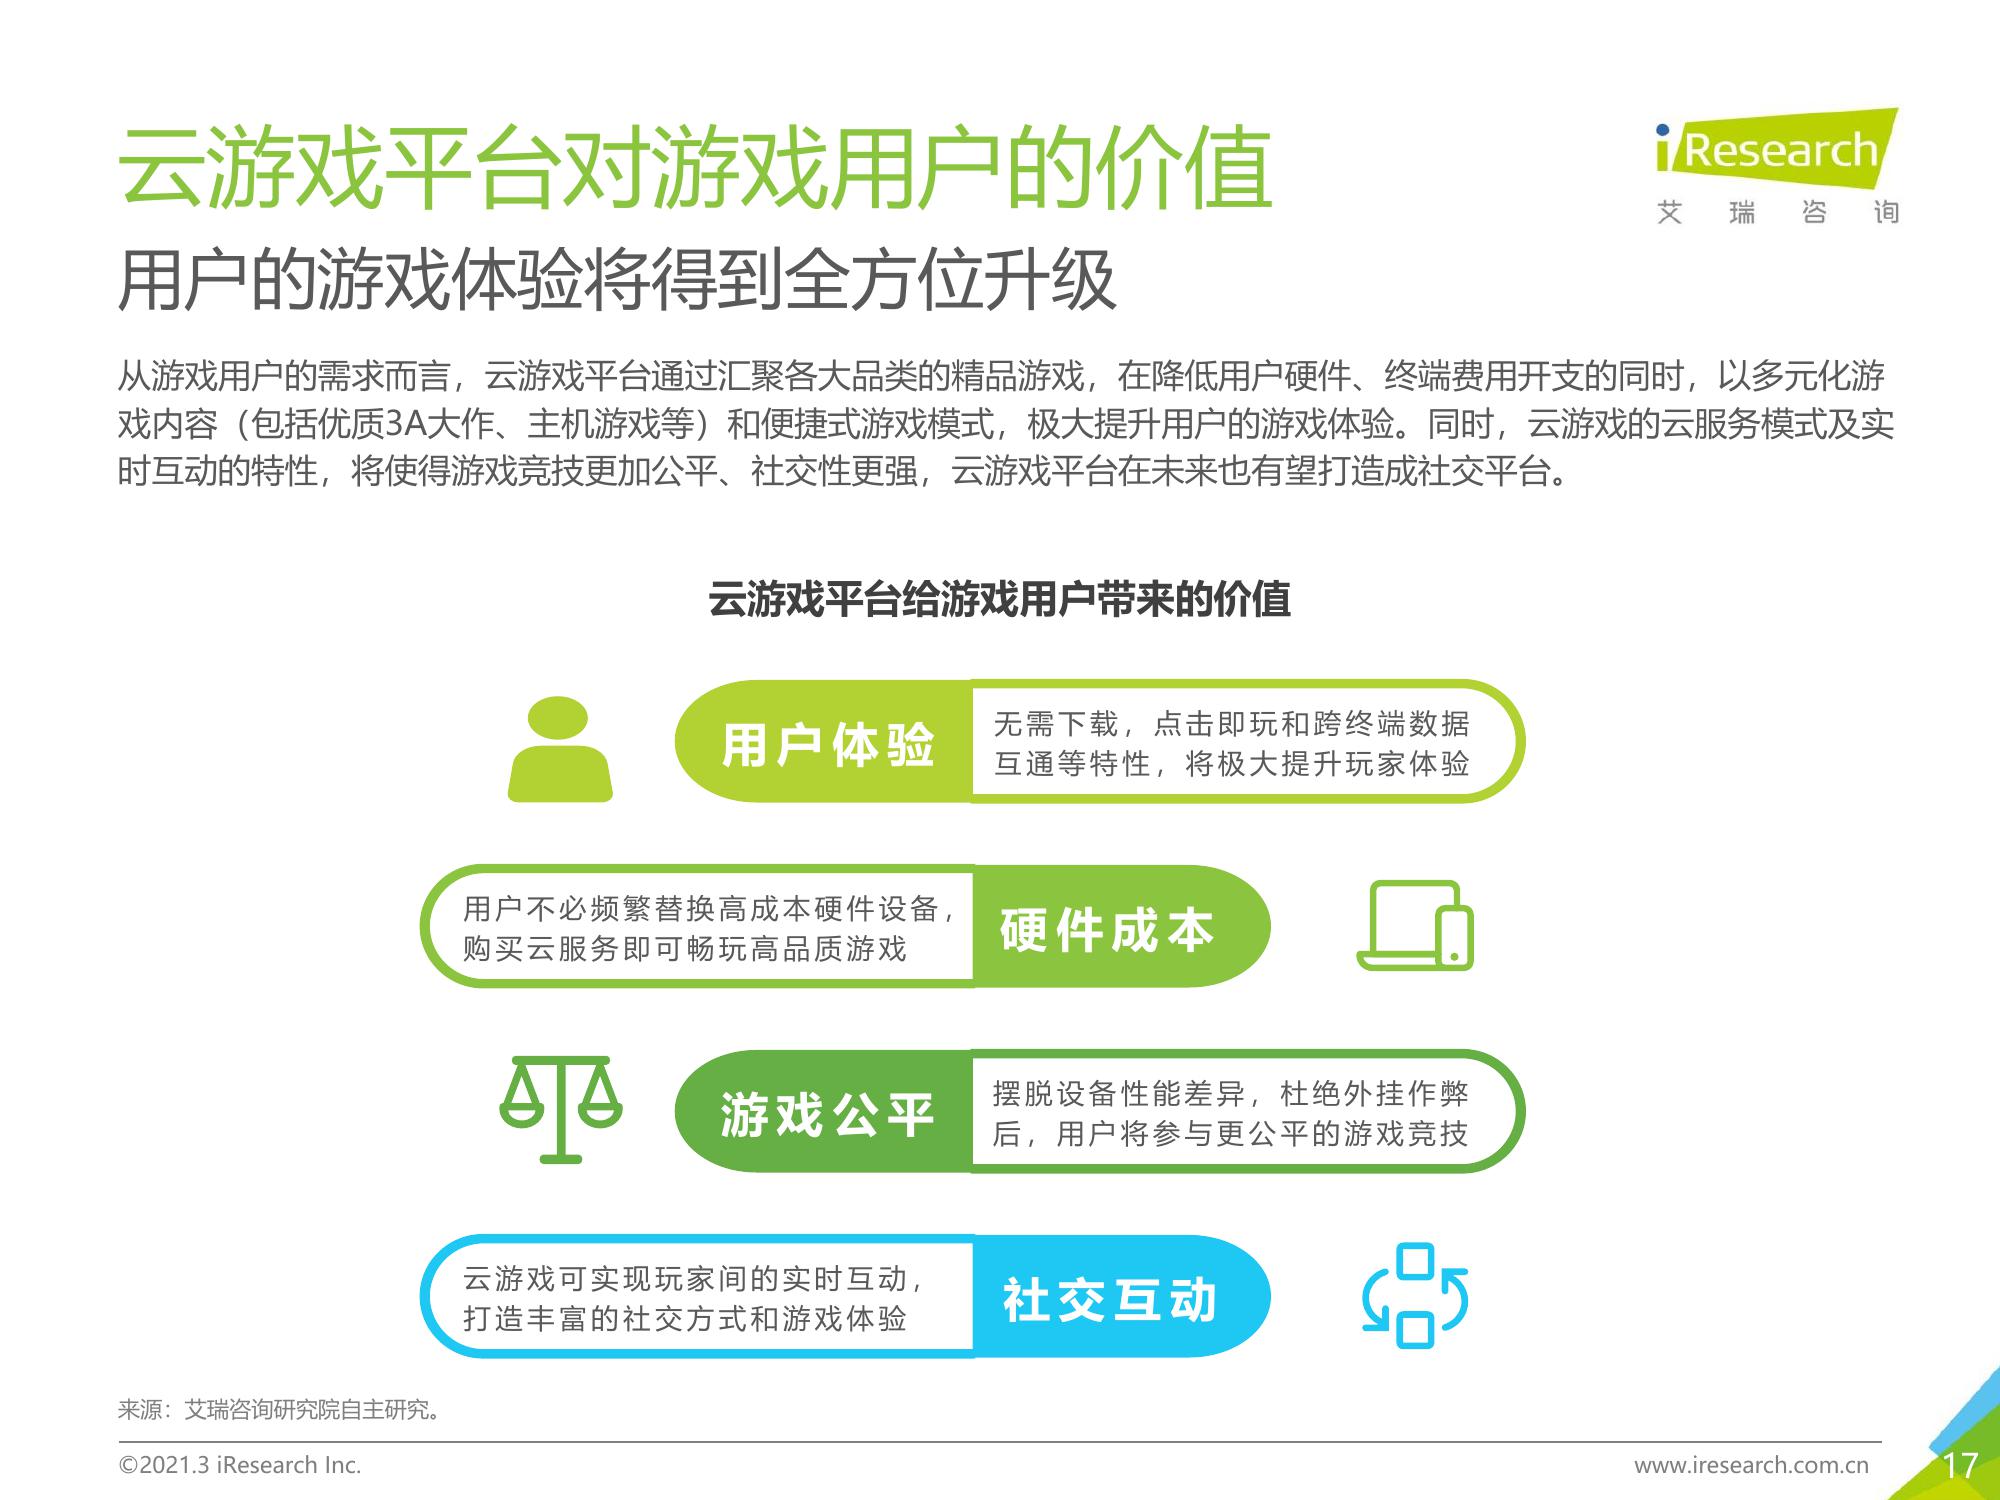 云游戏平台对游戏用户的价值
iResearch
艾瑞咨询
用户的游戏体验将得到全方位升级
从游戏用户的需求而言，云游戏平台通过汇聚各大品类的精品游戏，在降低用户硬件、终端费用开支的同时，以多元化游
戏内容（包括优质3A大作、主机游戏等）和便捷式游戏模式，极大提升用户的游戏体验。同时，云游戏的云服务模式及实
时互动的特性，将使得游戏竞技更加公平、社交性更强，云游戏平台在未来也有望打造成社交平台。
云游戏平台给游戏用户带来的价值
用户体验
无需下载，点击即玩和跨终端数据
互通等特性，将极大提升玩家体验
用户不必频繁替换高成本硬件设备，
购买云服务即可畅玩高品质游戏
硬件成本
游戏公平
摆脱设备性能差异，杜绝外挂作弊
后，用户将参与更公平的游戏竞技
云游戏可实现玩家间的实时互动，
打造丰富的社交方式和游戏体验
社交互动
来源：艾瑞咨询研究院自主研究。
©2021.3 iResearch Inc.
www.iresearch.com.cn
17